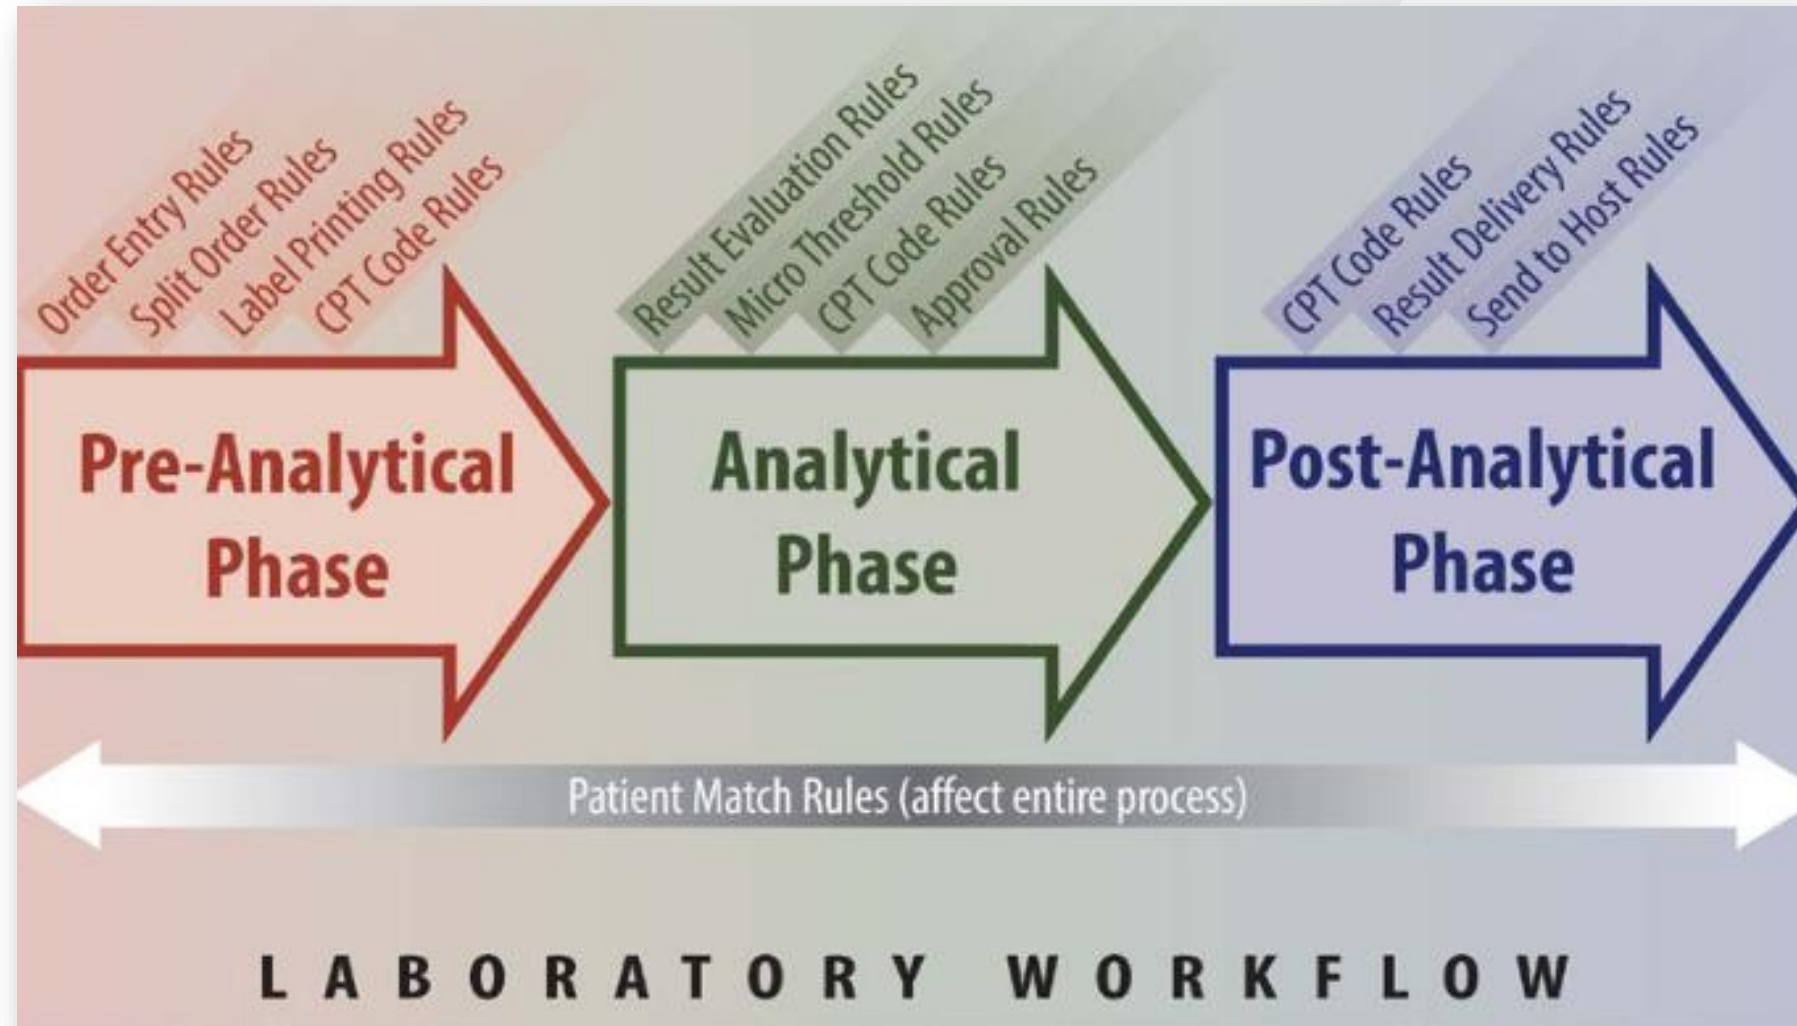 Order Entry Rules
Split Order Rules
Label Printing Rules
CPT Code Rules
Result Evaluation Rules
Micro Threshold Rules
CPT Code Rules
Approval Rules
CPT Code Rules
Result Delivery Rules
Send to Host Rules
Pre-Analytical
Phase
Analytical
Phase
Post-Analytical
Phase
Patient Match Rules (affect entire process)
LABORATORY WORKFLOW